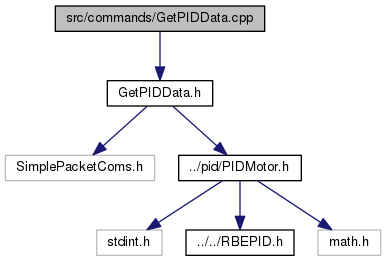 src/commands/GetPIDData.cpp
GetPIDData.h
SimplePacketComs.h
../pid/PIDMotor.h
stdint.h
../../RBEPID.h
math.h